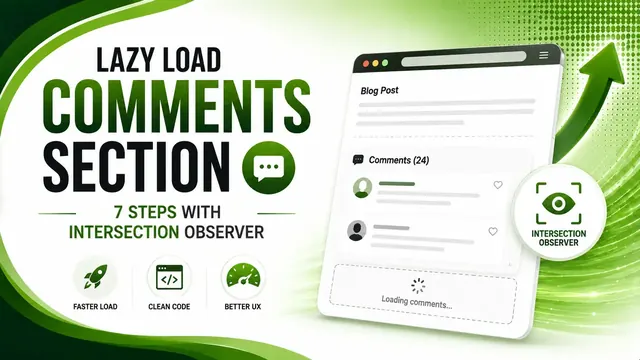 LAZY LOAD
COMMENTS
SECTION
7 STEPS WITH
INTERSECTION OBSERVER
FASTER LOAD
CLEAN CODE
BETTER UX
Blog Post
Comments (24)
Loading comments...
INTERSECTION
OBSERVER